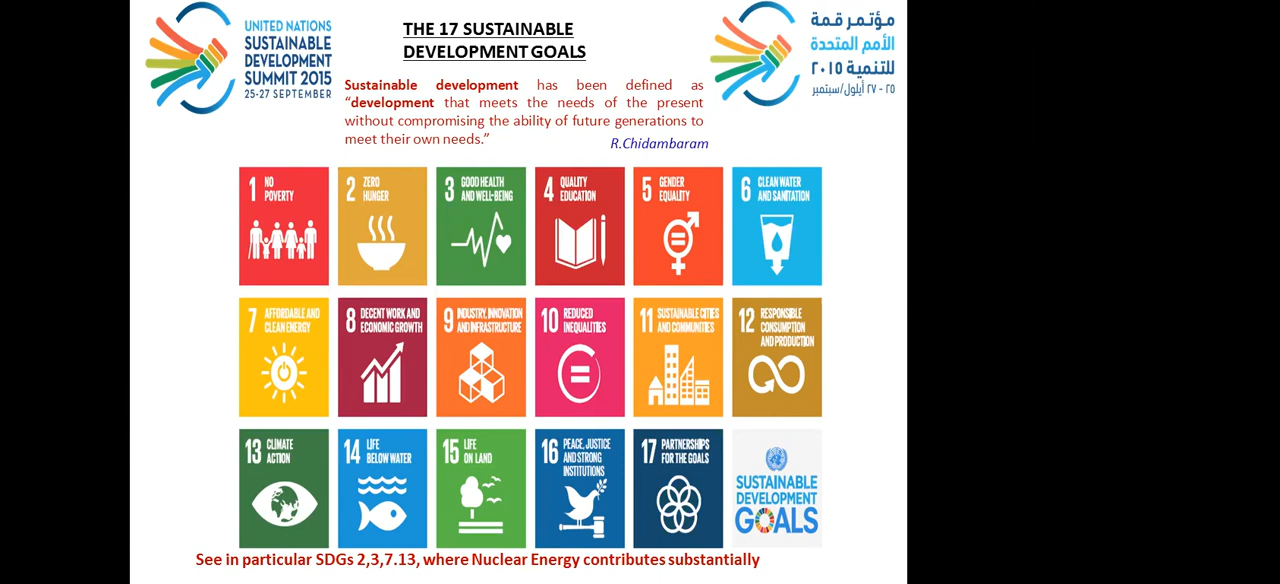 UNITED NATIONS
SUSTAINABLE
DEVELOPMENT
SUMMIT 2015
25-27 SEPTEMBER
THE 17 SUSTAINABLE
DEVELOPMENT GOALS
مؤتمر قمة
الأمم المتحدة
للتنمية ٢٠١٥
٢٥ - ٢٧ أيلول/سبتمبر
Sustainable development has been defined as
“development that meets the needs of the present
without compromising the ability of future generations to
meet their own needs.”
R.Chidambaram
1 NO
POVERTY
2 ZERO
HUNGER
3 GOOD HEALTH
AND WELL-BEING
4 QUALITY
EDUCATION
5 GENDER
EQUALITY
6 CLEAN WATER
AND SANITATION
7 AFFORDABLE AND
CLEAN ENERGY
8 DECENT WORK AND
ECONOMIC GROWTH
9 INDUSTRY, INNOVATION
AND INFRASTRUCTURE
10 REDUCED
INEQUALITIES
11 SUSTAINABLE CITIES
AND COMMUNITIES
12 RESPONSIBLE
CONSUMPTION
AND PRODUCTION
13 CLIMATE
ACTION
14 LIFE
BELOW WATER
15 LIFE
ON LAND
16 PEACE, JUSTICE
AND STRONG
INSTITUTIONS
17 PARTNERSHIPS
FOR THE GOALS
SUSTAINABLE
DEVELOPMENT
GOALS
See in particular SDGs 2,3,7.13, where Nuclear Energy contributes substantially